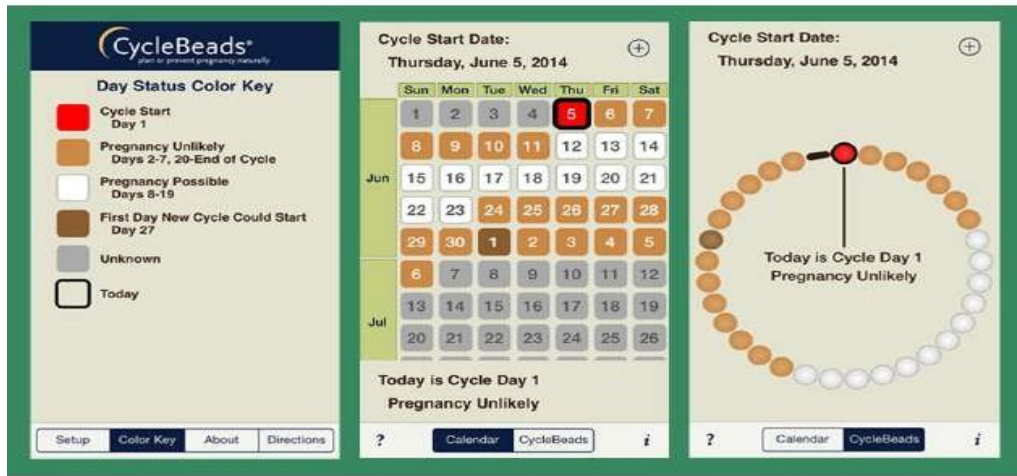 CycleBeads®
plan or prevent pregnancy naturally
Day Status Color Key
Cycle Start
Day 1
Pregnancy Unlikely
Days 2-7, 20-End of Cycle
Pregnancy Possible
Days 8-19
First Day New Cycle Could Start
Day 27
Unknown
Today
Setup Color Key About Directions
Cycle Start Date:
Thursday, June 5, 2014
Sun Mon Tue Wed Thu Fri Sat
1 2 3 4 5 6 7
8 9 10 11 12 13 14
Jun 15 16 17 18 19 20 21
22 23 24 25 26 27 28
29 30 1 2 3 4 5
6 7 8 9 10 11 12
Jul 13 14 15 16 17 18 19
20 21 22 23 24 25 26
Today is Cycle Day 1
Pregnancy Unlikely
? Calendar CycleBeads i
Cycle Start Date:
Thursday, June 5, 2014
Today is Cycle Day 1
Pregnancy Unlikely
? Calendar CycleBeads i